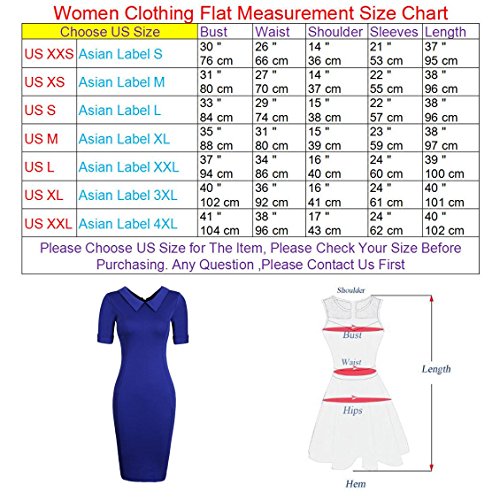 Women Clothing Flat Measurement Size Chart
Choose US Size Bust Waist Shoulder Sleeves Length
US XXS Asian Label S 30 " 26 " 14 " 21 " 37 "
76 cm 66 cm 36 cm 53 cm 95 cm
US XS Asian Label M 31 " 27 " 14 " 22 " 38 "
80 cm 70 cm 37 cm 55 cm 96 cm
US S Asian Label L 33 " 29 " 15 " 22 " 38 "
84 cm 74 cm 38 cm 57 cm 96 cm
US M Asian Label XL 35 " 31 " 15 " 23 " 38 "
88 cm 80 cm 39 cm 59 cm 97 cm
US L Asian Label XXL 37 " 34 " 16 " 24 " 39 "
94 cm 86 cm 40 cm 60 cm 100 cm
US XL Asian Label 3XL 40 " 36 " 16 " 24 " 40 "
102 cm 92 cm 41 cm 61 cm 101 cm
US XXL Asian Label 4XL 41 " 38 " 17 " 24 " 40 "
104 cm 96 cm 43 cm 62 cm 102 cm
Please Choose US Size for The Item, Please Check Your Size Before
Purchasing. Any Question ,Please Contact Us First
Shoulder
Bust
Waist
Length
Hips
Hem